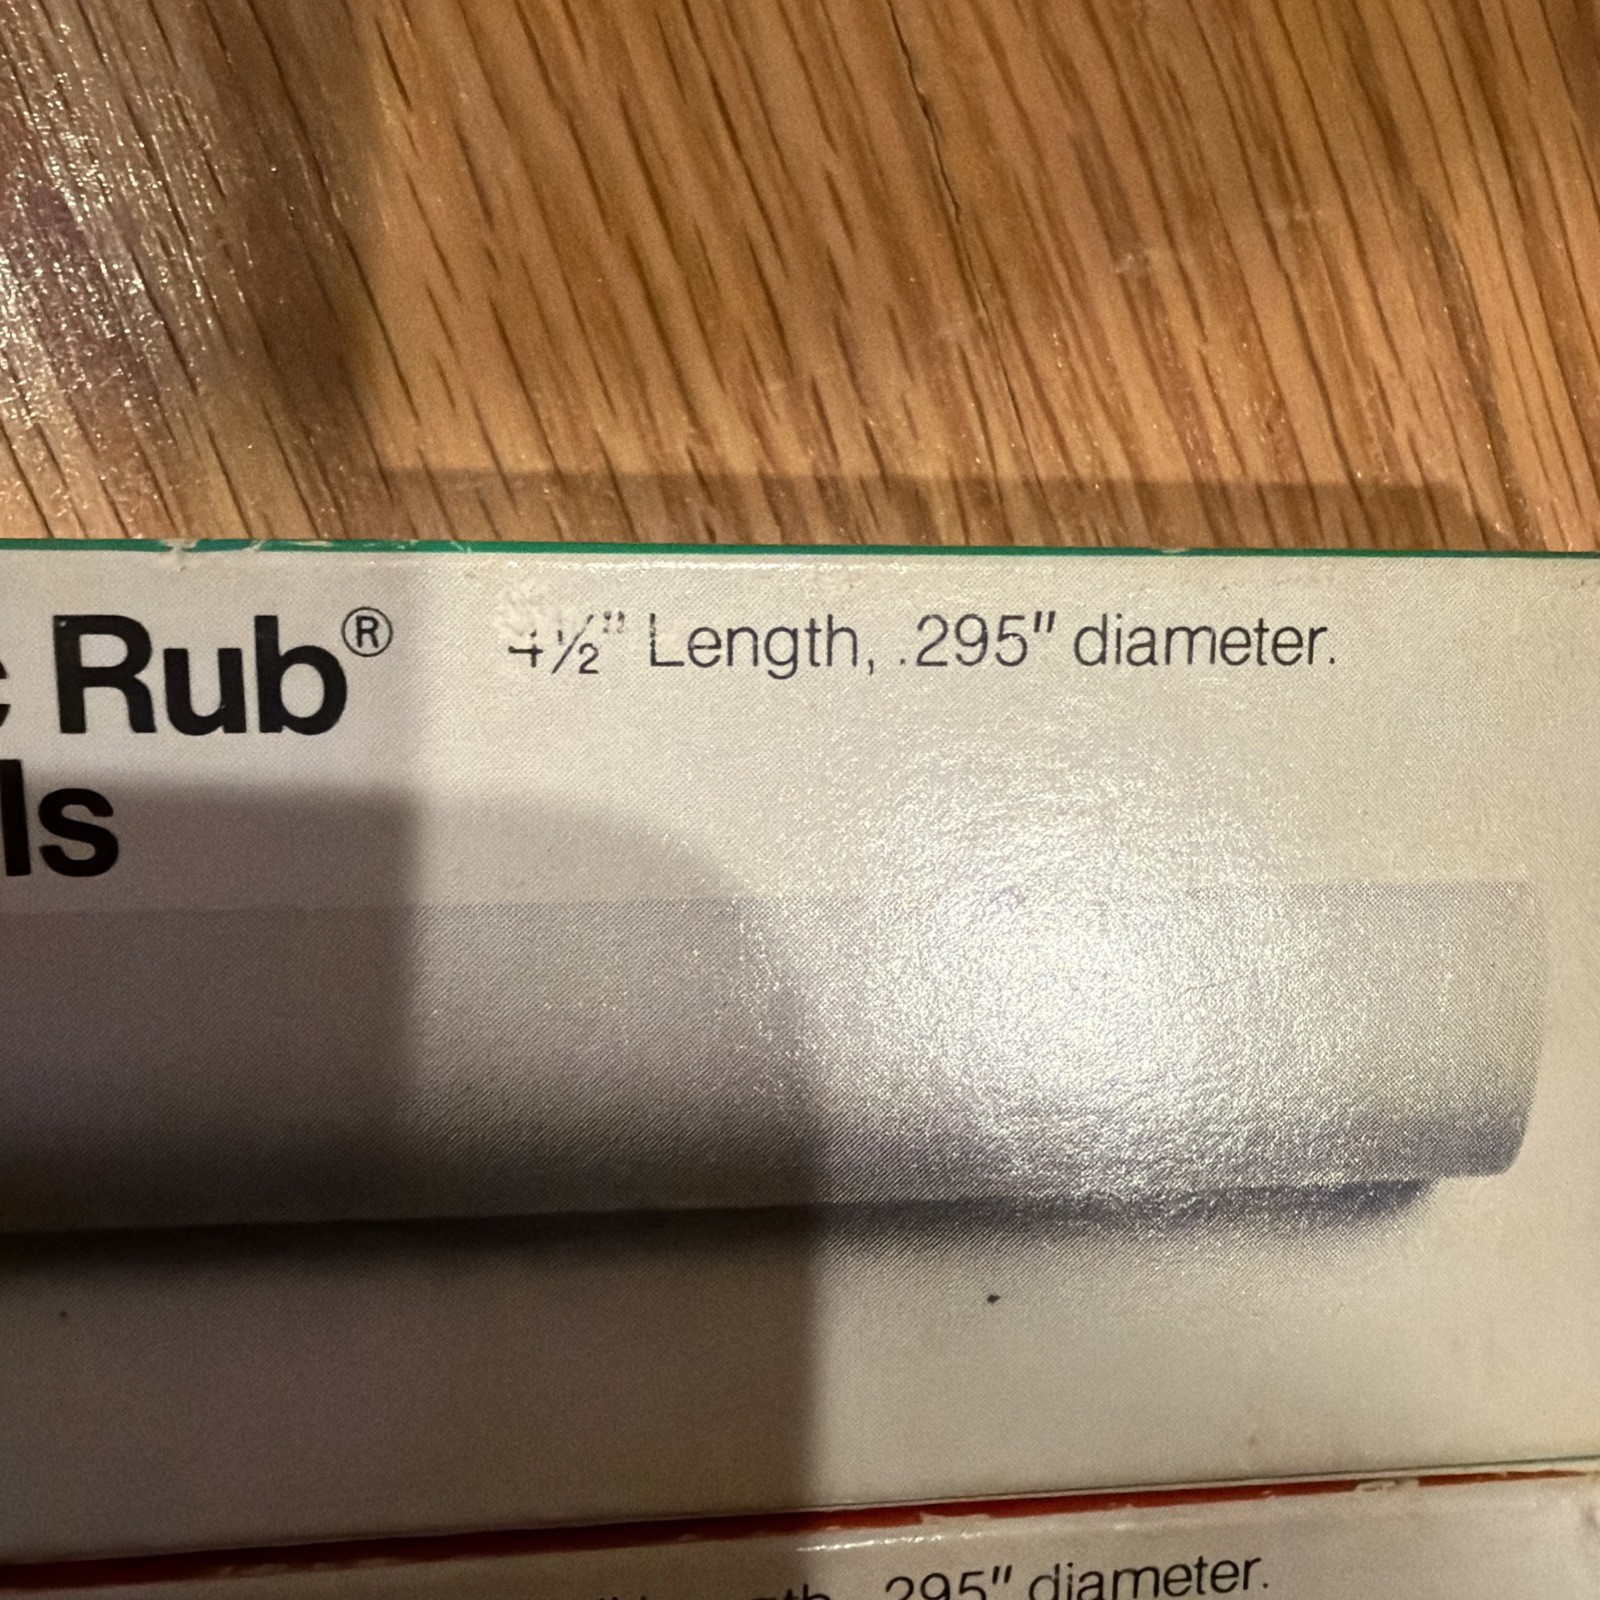 Rub® 4½" Length, .295" diameter.
ls
.295" diameter.